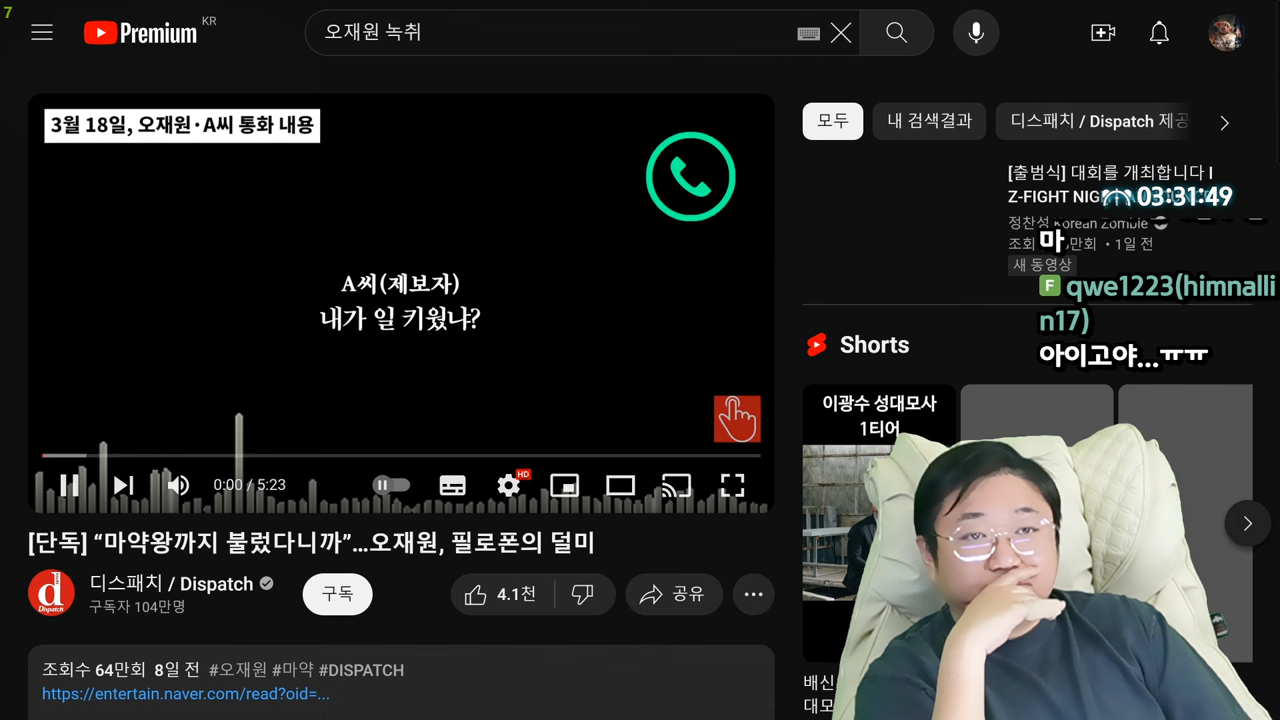 7
Premium KR
오재원 녹취
3월 18일, 오재원·A씨 통화 내용
A씨(제보자)
내가 일 키웠냐?
0:00 / 5:23
HD
[단독] “마약왕까지 불렀다니까”...오재원, 필로폰의 덜미
디스패치 / Dispatch
구독자 104만명
구독
4.1천
공유
조회수 64만회 8일 전 #오재원 #마약 #DISPATCH
https://entertain.naver.com/read?oid=...
모두
내 검색결과
디스패치 / Dispatch 제공
[출범식] 대회를 개최합니다 I
Z-FIGHT NIG
03:31:49
정찬성 Korean Zombie
조회 만회 • 1일 전
새 동영상
마
F qwe1223(himnalli
n17)
아이고야...ㅠㅠ
Shorts
이광수 성대모사
1티어
배신
대모
d
Dispatch